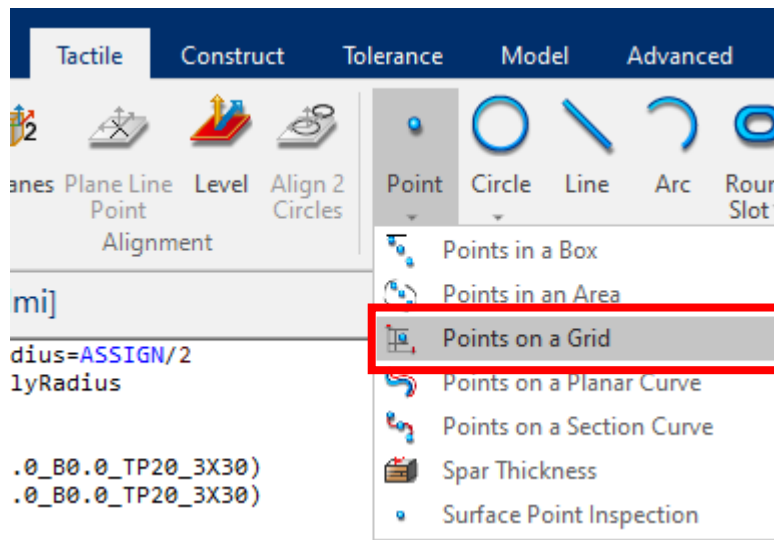 Tactile Construct Tolerance Model Advanced
2
anes Plane Line Level Align 2 Point Circle Line Arc Roun
Point Circles Slot
Alignment
Points in a Box
mi] Points in an Area
Points on a Grid
dius=ASSIGN/2
lyRadius Points on a Planar Curve
Points on a Section Curve
.0_B0.0_TP20_3X30) Spar Thickness
.0_B0.0_TP20_3X30)
Surface Point Inspection